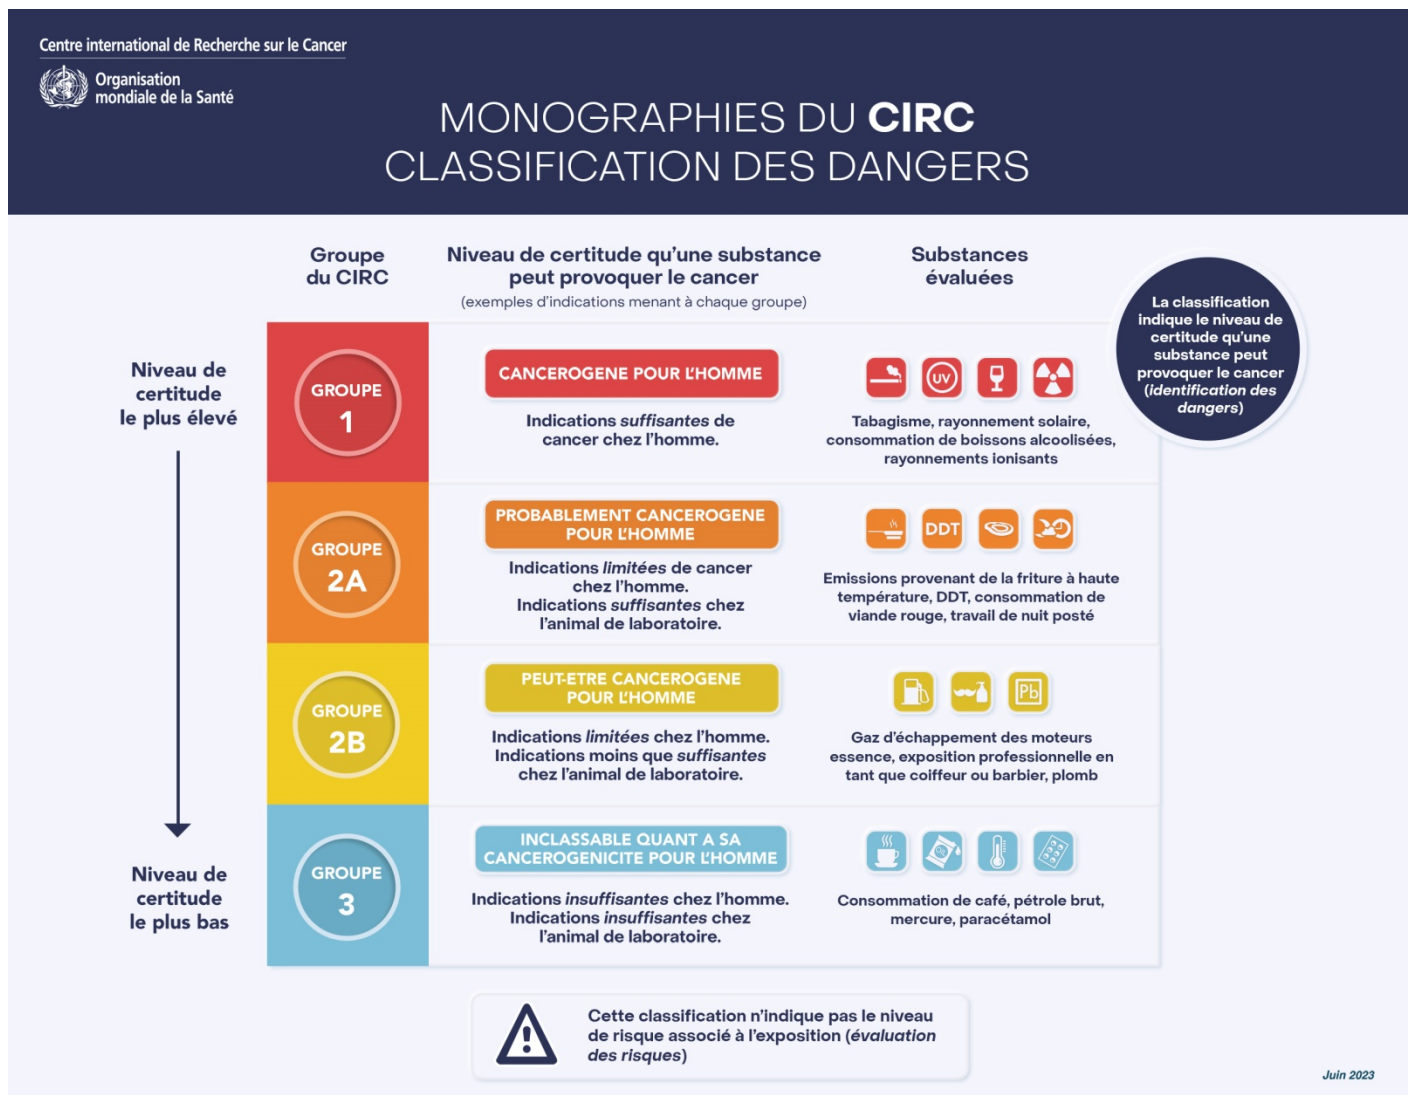 Centre international de Recherche sur le Cancer
Organisation
mondiale de la Santé
MONOGRAPHIES DU CIRC
CLASSIFICATION DES DANGERS
Groupe
du CIRC
Niveau de certitude qu'une substance
peut provoquer le cancer
(exemples d'indications menant à chaque groupe)
Substances
évaluées
La classification
indique le niveau de
certitude qu'une
substance peut
provoquer le cancer
(identification des
dangers)
Niveau de
certitude
le plus élevé
GROUPE
1
CANCEROGENE POUR L'HOMME
Indications suffisantes de
cancer chez l'homme.
UV
Tabagisme, rayonnement solaire,
consommation de boissons alcoolisées,
rayonnements ionisants
GROUPE
2A
PROBABLEMENT CANCEROGENE
POUR L'HOMME
Indications limitées de cancer
chez l'homme.
Indications suffisantes chez
l'animal de laboratoire.
DDT
Emissions provenant de la friture à haute
température, DDT, consommation de
viande rouge, travail de nuit posté
GROUPE
2B
PEUT-ETRE CANCEROGENE
POUR L'HOMME
Indications limitées chez l'homme.
Indications moins que suffisantes
chez l'animal de laboratoire.
Pb
Gaz d'échappement des moteurs
essence, exposition professionnelle en
tant que coiffeur ou barbier, plomb
Niveau de
certitude
le plus bas
GROUPE
3
INCLASSABLE QUANT A SA
CANCEROGENICITE POUR L'HOMME
Indications insuffisantes chez l'homme.
Indications insuffisantes chez
l'animal de laboratoire.
Consommation de café, pétrole brut,
mercure, paracétamol
Cette classification n'indique pas le niveau
de risque associé à l'exposition (évaluation
des risques)
Juin 2023